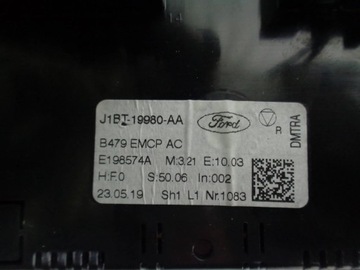 14
J1BT-19980-AA
Ford
R
B479 EMCP AC
E198574A M:3.21 E:10.03
H:F.0 S:50.06 In:002
23.05.19 Sh1 L1 Nr.1083
DMTRA